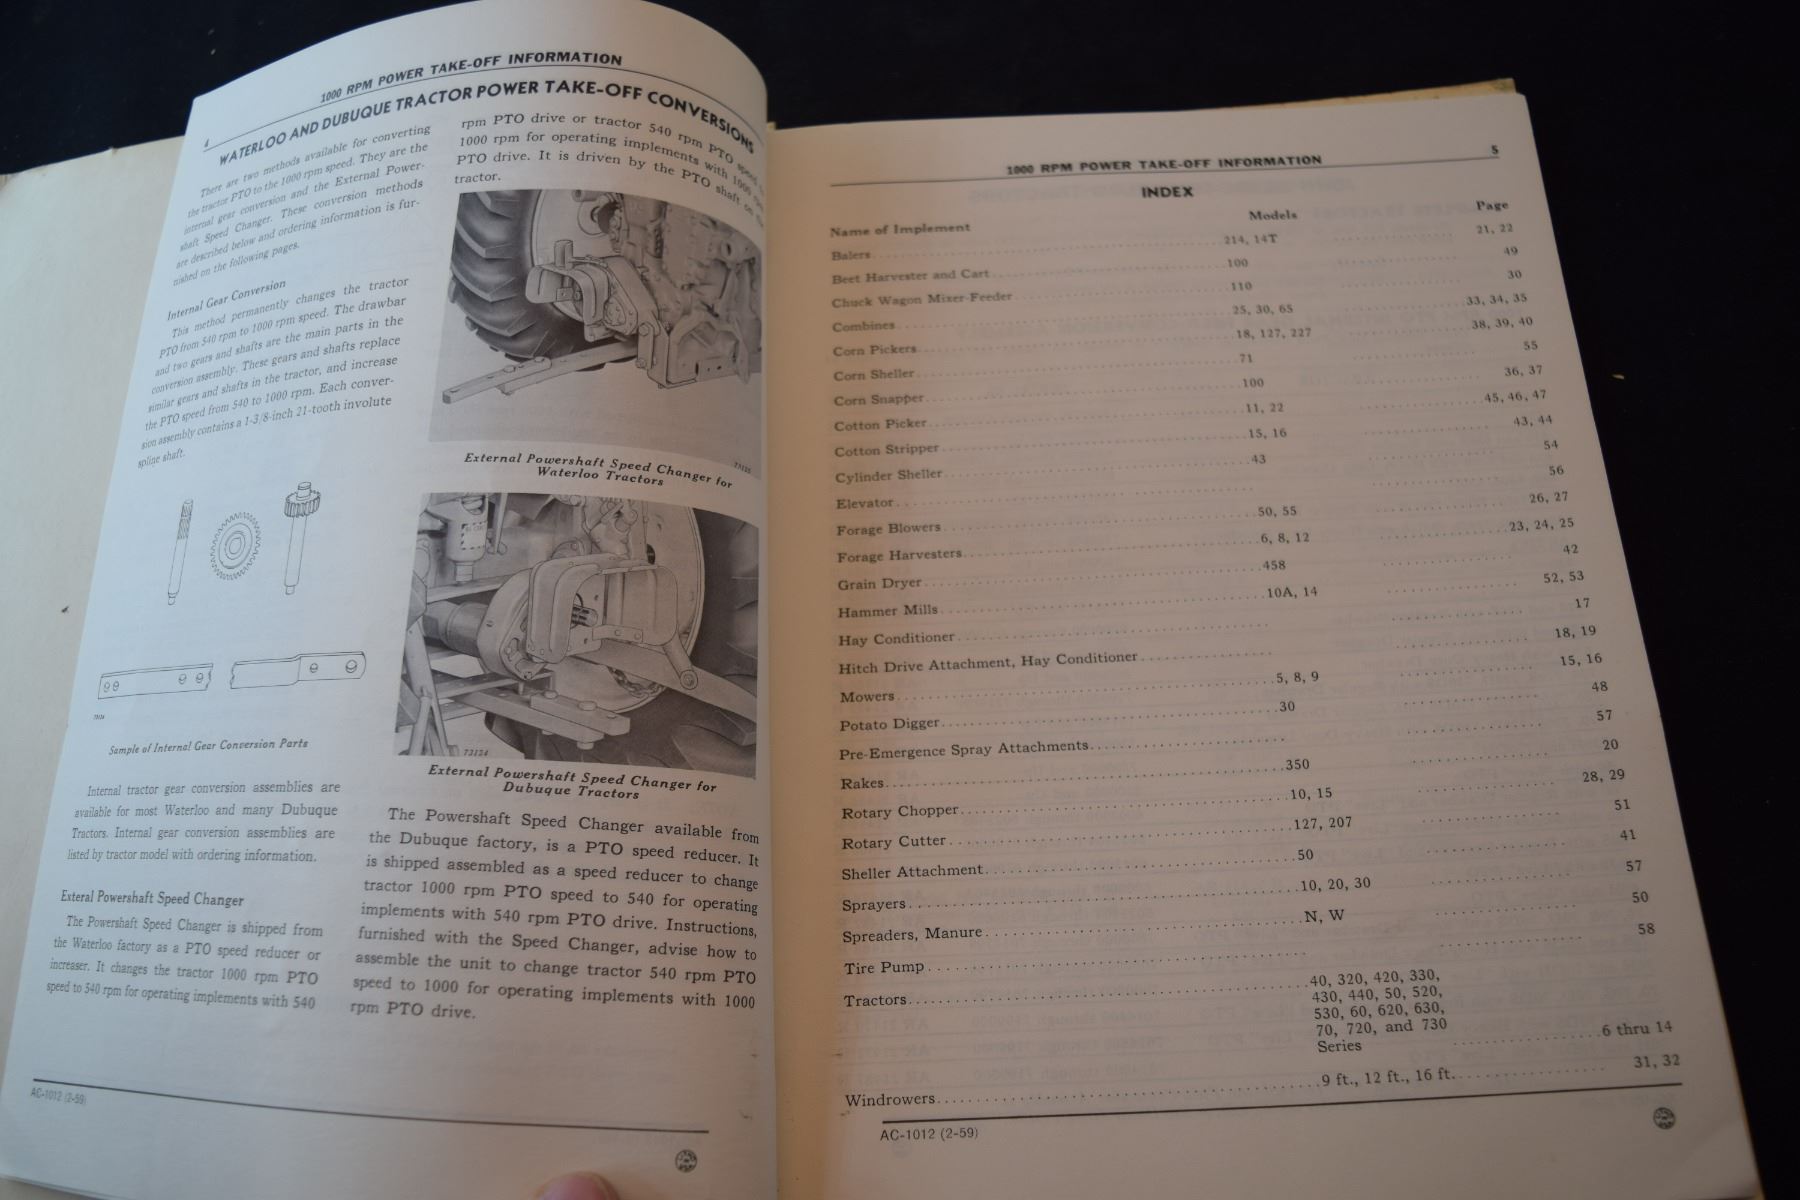 1000 RPM POWER TAKE-OFF INFORMATION
4
WATERLOO AND DUBUQUE TRACTOR POWER TAKE-OFF CONVERSIONS
There are two methods available for converting
the tractor PTO to the 1000 rpm speed. They are the
internal gear conversion and the External Power-
shaft Speed Changer. These conversion methods
are described below and ordering information is fur-
nished on the following pages.
Internal Gear Conversion
This method permanently changes the tractor
PTO from 540 rpm to 1000 rpm speed. The drawbar
and two gears and shafts are the main parts in the
conversion assembly. These gears and shafts replace
similar gears and shafts in the tractor, and increase
the PTO speed from 540 to 1000 rpm. Each conver-
sion assembly contains a 1-3/8-inch 21-tooth involute
spline shaft.
Sample of Internal Gear Conversion Parts
Internal tractor gear conversion assemblies are
available for most Waterloo and many Dubuque
Tractors. Internal gear conversion assemblies are
listed by tractor model with ordering information.
Exteral Powershaft Speed Changer
The Powershaft Speed Changer is shipped from
the Waterloo factory as a PTO speed reducer or
increaser. It changes the tractor 1000 rpm PTO
speed to 540 rpm for operating implements with 540
rpm PTO drive or tractor 540 rpm PTO speed
1000 rpm for operating implements with 1000
PTO drive. It is driven by the PTO shaft on the
tractor.
73125
External Powershaft Speed Changer for
Waterloo Tractors
73124
External Powershaft Speed Changer for
Dubuque Tractors
The Powershaft Speed Changer available from
the Dubuque factory, is a PTO speed reducer. It
is shipped assembled as a speed reducer to change
tractor 1000 rpm PTO speed to 540 for operating
implements with 540 rpm PTO drive. Instructions,
furnished with the Speed Changer, advise how to
assemble the unit to change tractor 540 rpm PTO
speed to 1000 for operating implements with 1000
rpm PTO drive.
AC-1012 (2-59)
1000 RPM POWER TAKE-OFF INFORMATION 5
INDEX
Name of Implement Models Page
Balers 214, 14T 21, 22
Beet Harvester and Cart 100 49
Chuck Wagon Mixer-Feeder 110 30
Combines 25, 30, 65 33, 34, 35
Corn Pickers 18, 127, 227 38, 39, 40
Corn Sheller 71 55
Corn Snapper 100 36, 37
Cotton Picker 11, 22 45, 46, 47
Cotton Stripper 15, 16 43, 44
Cylinder Sheller 43 54
Elevator 56
Forage Blowers 50, 55 26, 27
Forage Harvesters 6, 8, 12 23, 24, 25
Grain Dryer 458 42
Hammer Mills 10A, 14 52, 53
Hay Conditioner 17
Hitch Drive Attachment, Hay Conditioner 18, 19
Mowers 5, 8, 9 15, 16
Potato Digger 30 48
Pre-Emergence Spray Attachments 57
Rakes 350 20
Rotary Chopper 10, 15 28, 29
Rotary Cutter 127, 207 51
Sheller Attachment 50 41
Sprayers 10, 20, 30 57
Spreaders, Manure N, W 50
Tire Pump 58
Tractors 40, 320, 420, 330,
430, 440, 50, 520,
530, 60, 620, 630,
70, 720, and 730
Series 6 thru 14
Windrowers 9 ft., 12 ft., 16 ft. 31, 32
AC-1012 (2-59)